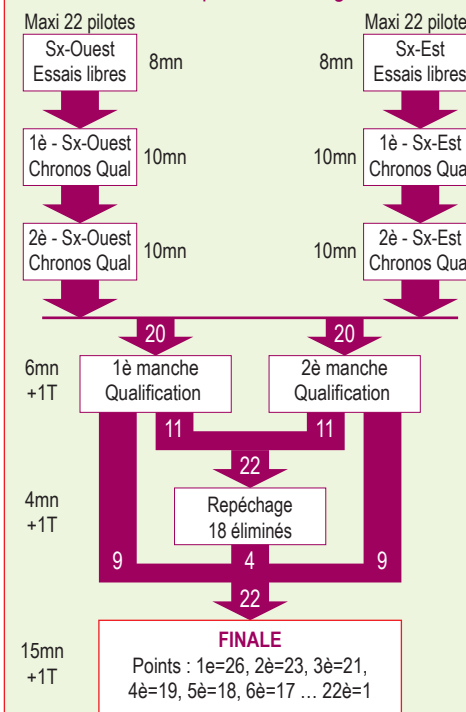 Maxi 22 pilotes
Sx-Ouest
Essais libres
8mn
1è - Sx-Ouest
Chronos Qual
10mn
2è - Sx-Ouest
Chronos Qual
10mn
Maxi 22 pilote
8mn
Sx-Est
Essais libres
10mn
1è - Sx-Est
Chronos Qua
10mn
2è - Sx-Est
Chronos Qua
20
20
6mn
+1T
1è manche
Qualification
2è manche
Qualification
11
11
22
4mn
+1T
Repéchage
18 éliminés
9
4
9
22
15mn
+1T
FINALE
Points : 1e=26, 2è=23, 3è=21,
4è=19, 5è=18, 6è=17 … 22è=1